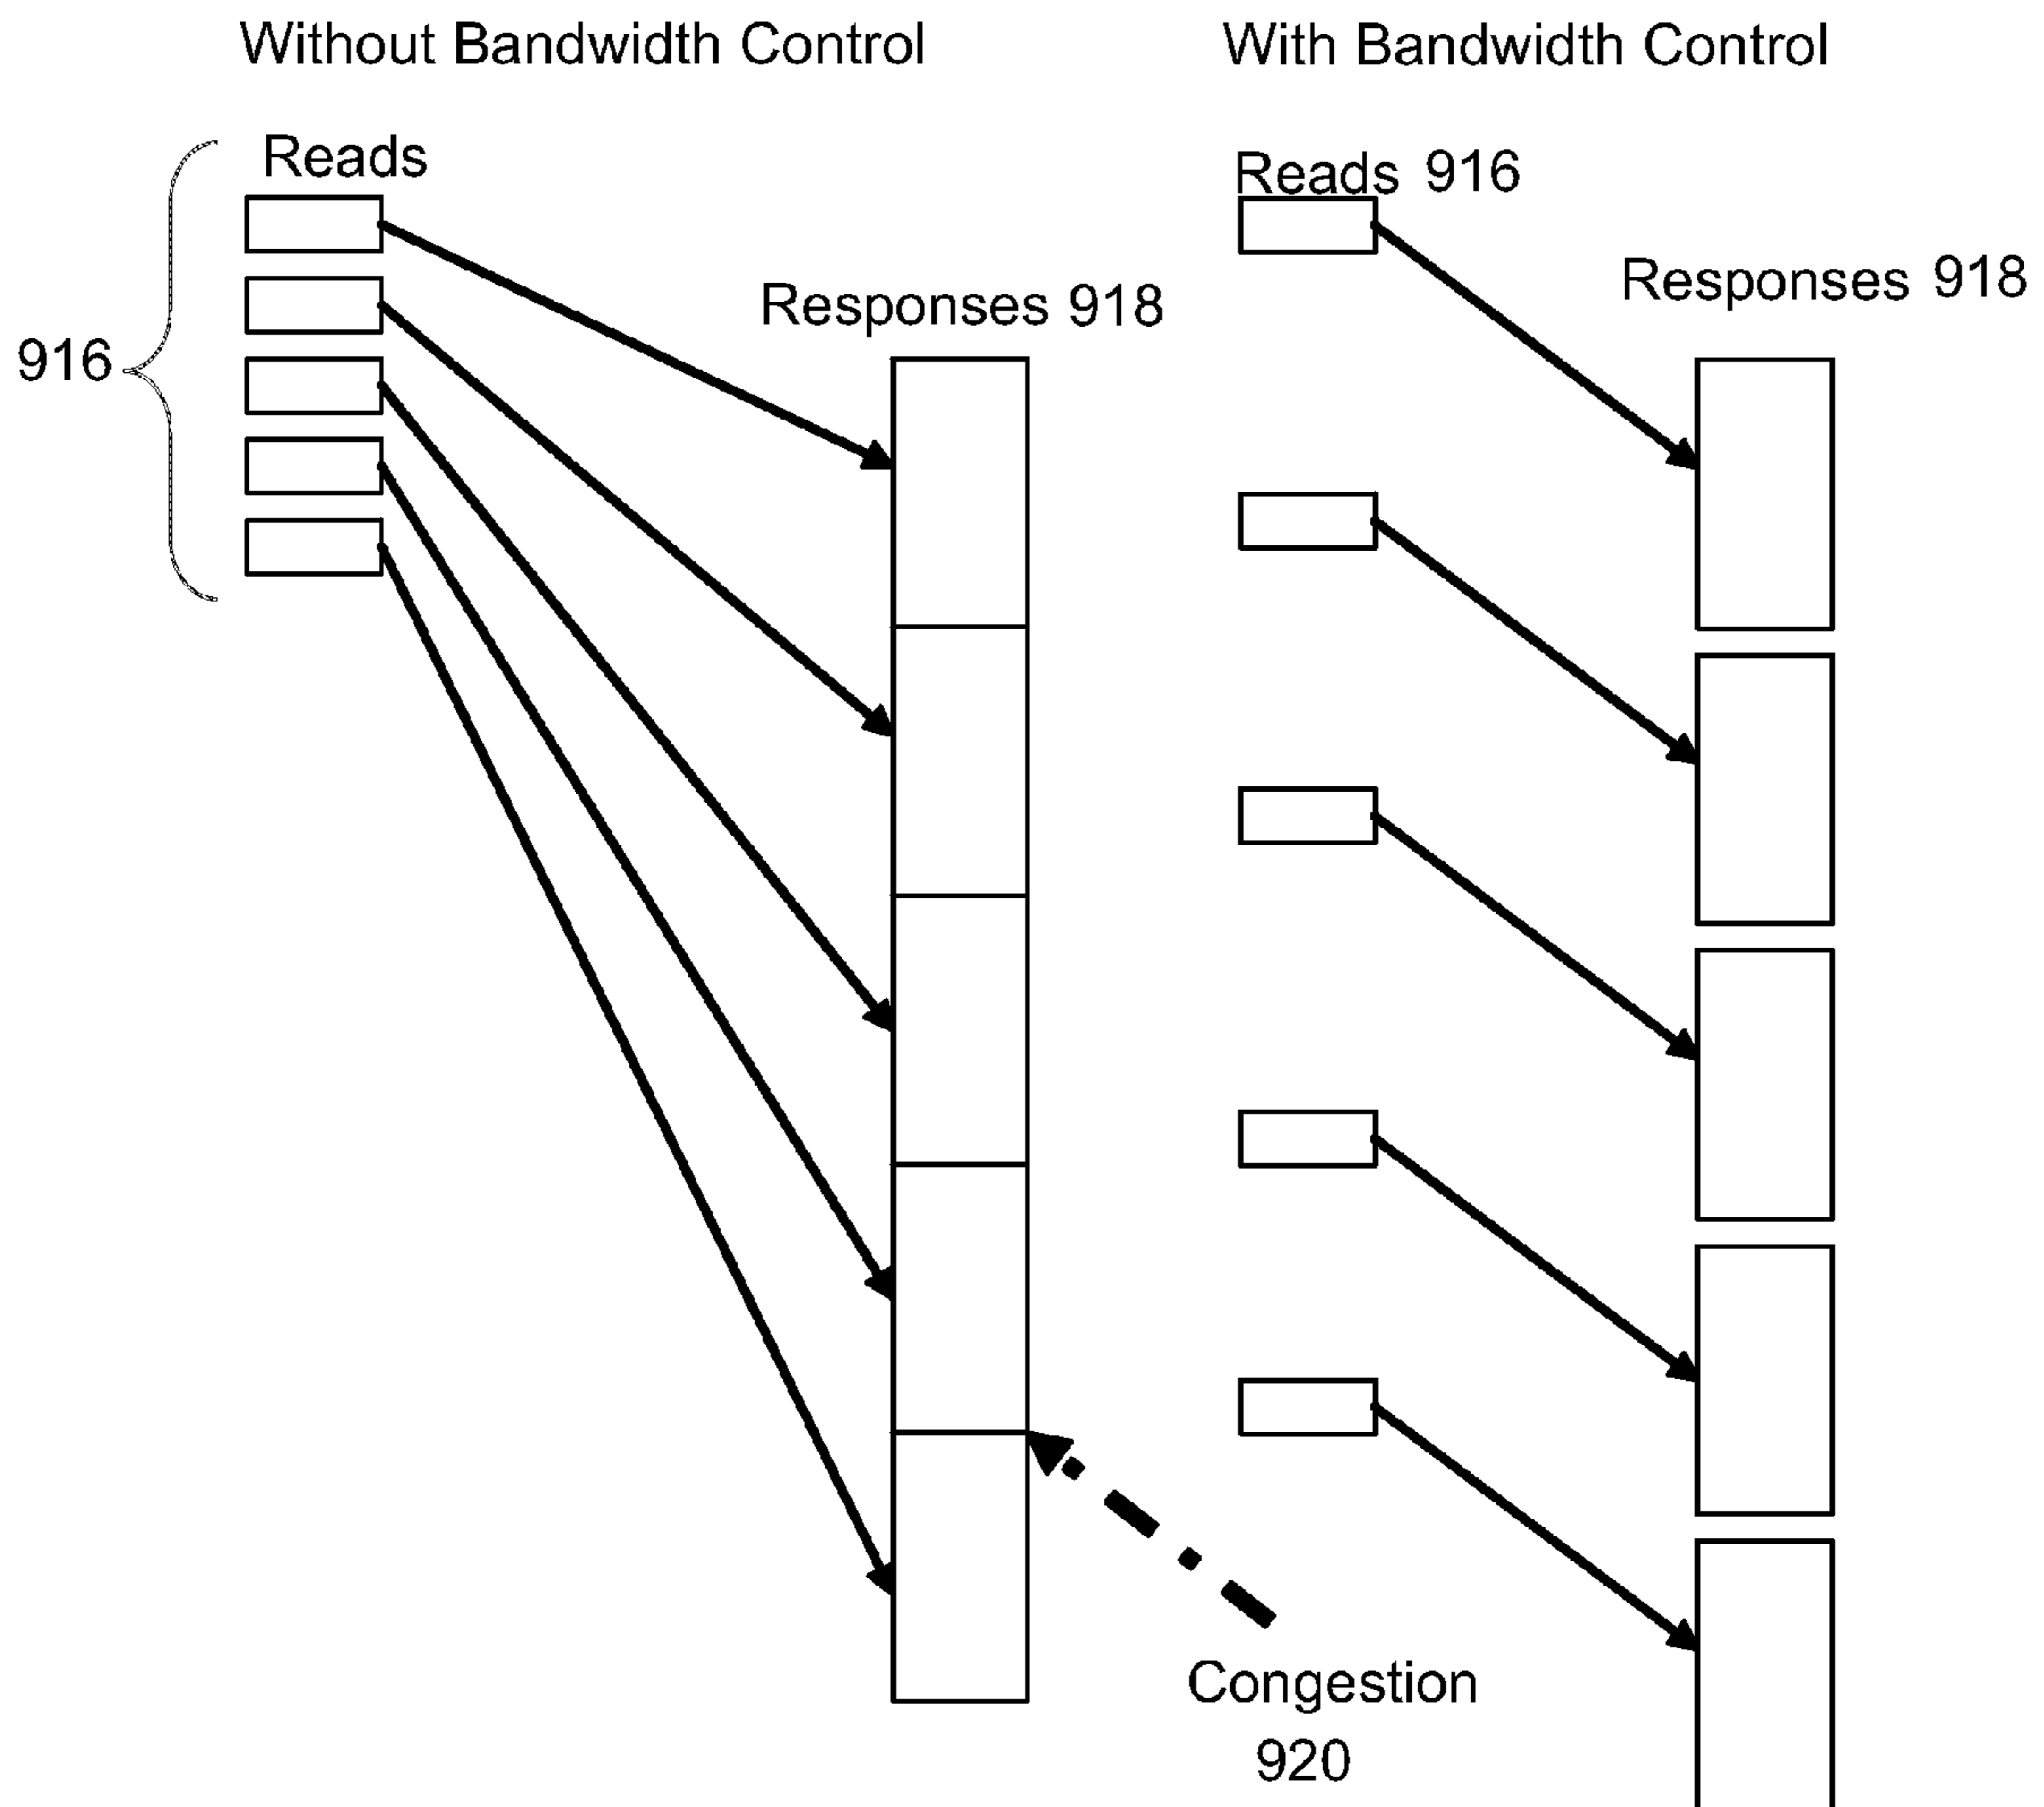 Without Bandwidth Control
With Bandwidth Control
Reads
Reads 916
Responses 918
Responses 918
916
Congestion
920